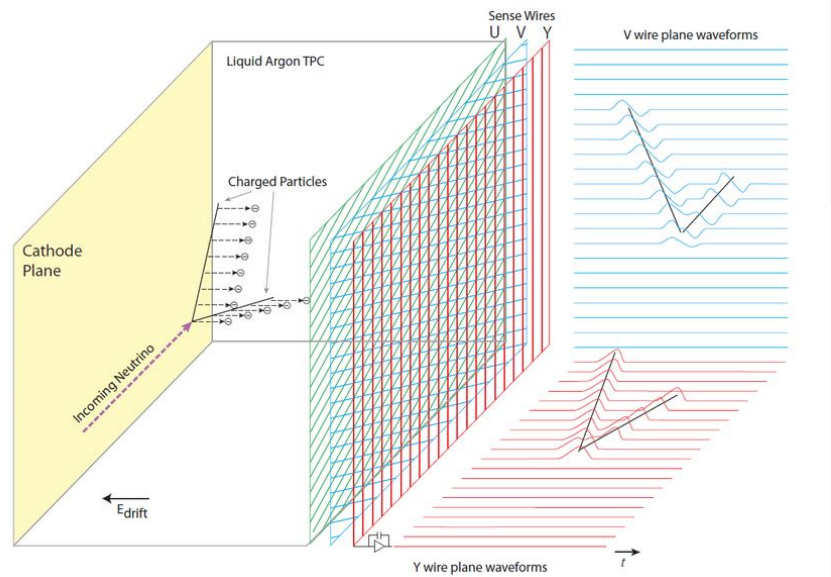 Sense Wires
U V Y
V wire plane waveforms
Liquid Argon TPC
Charged Particles
Cathode
Plane
Incoming Neutrino
Edrift
t
Y wire plane waveforms